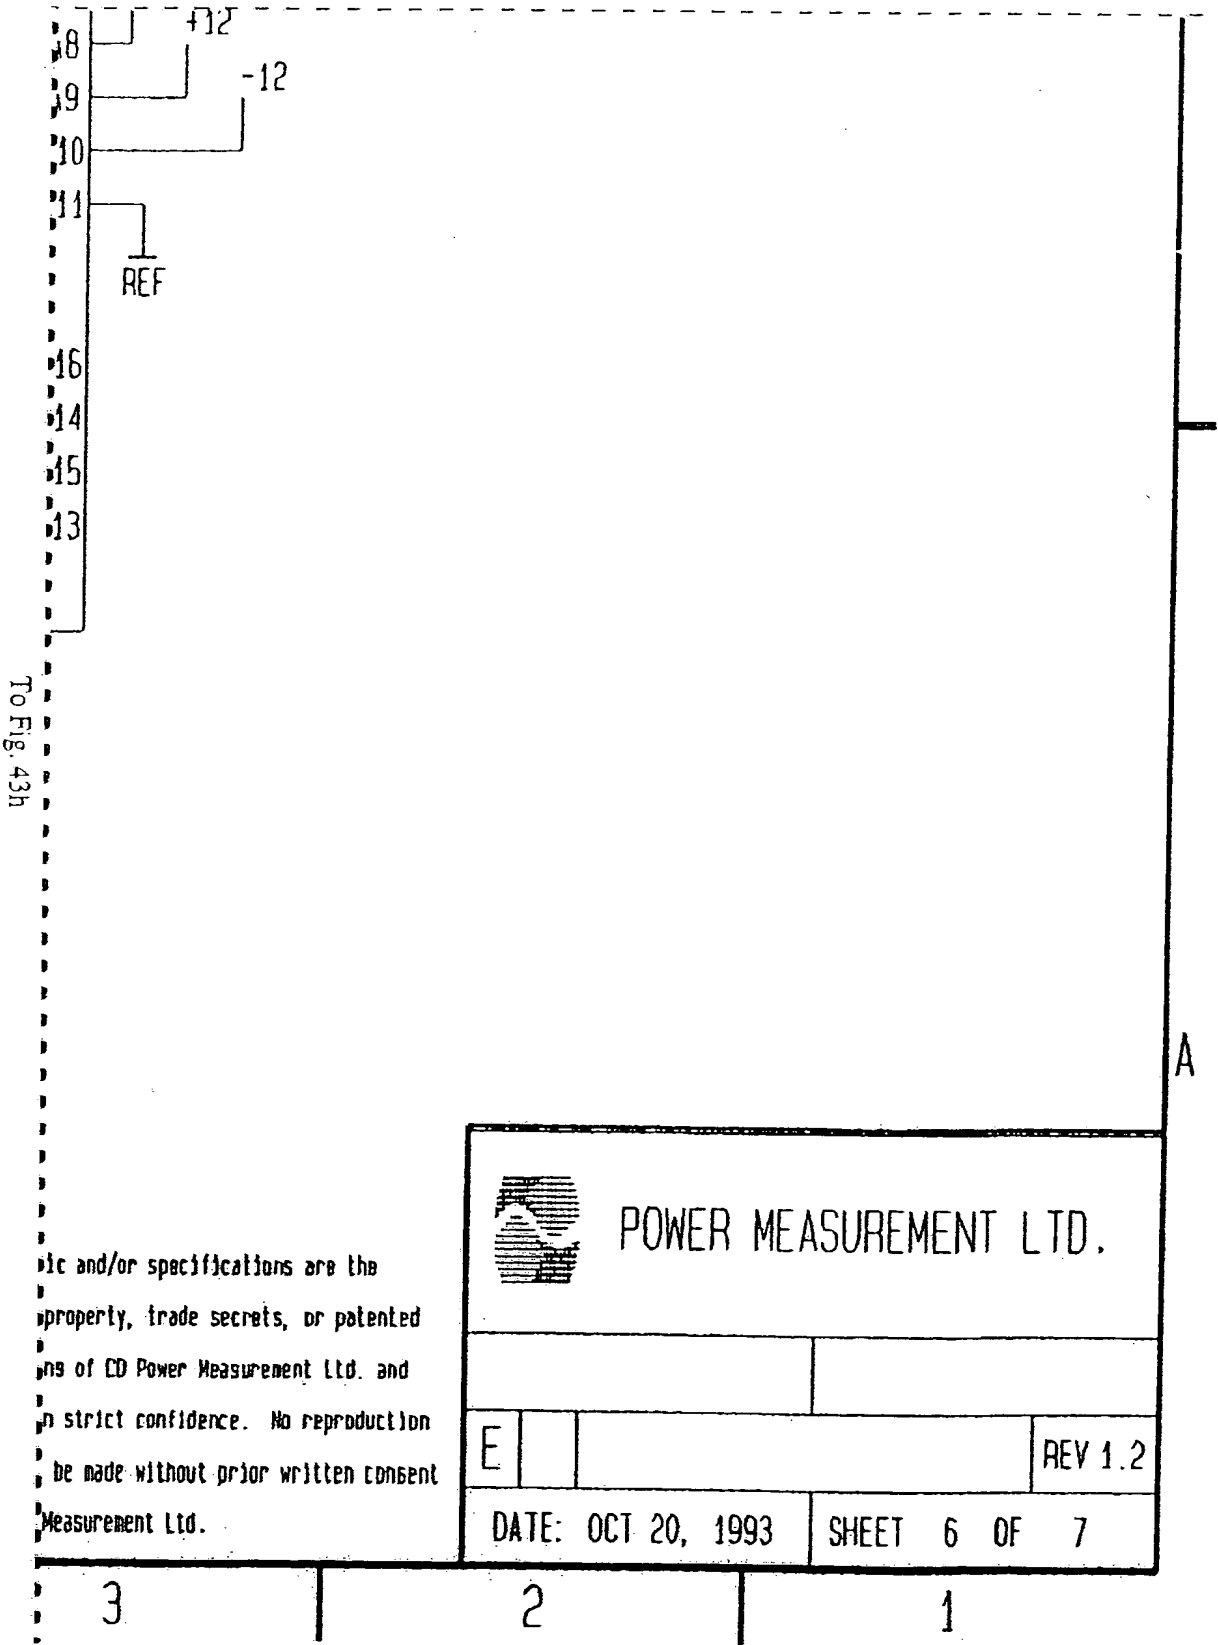 +12
18
-12
19
10
11
REF
16
14
15
13
To Fig. 43h
A
POWER MEASUREMENT LTD.
ic and/or specifications are the
property, trade secrets, or patented
ns of CD Power Measurement Ltd. and
n strict confidence. No reproduction
be made without prior written consent
Measurement Ltd.
E
REV 1.2
DATE: OCT 20, 1993
SHEET 6 OF 7
3
2
1